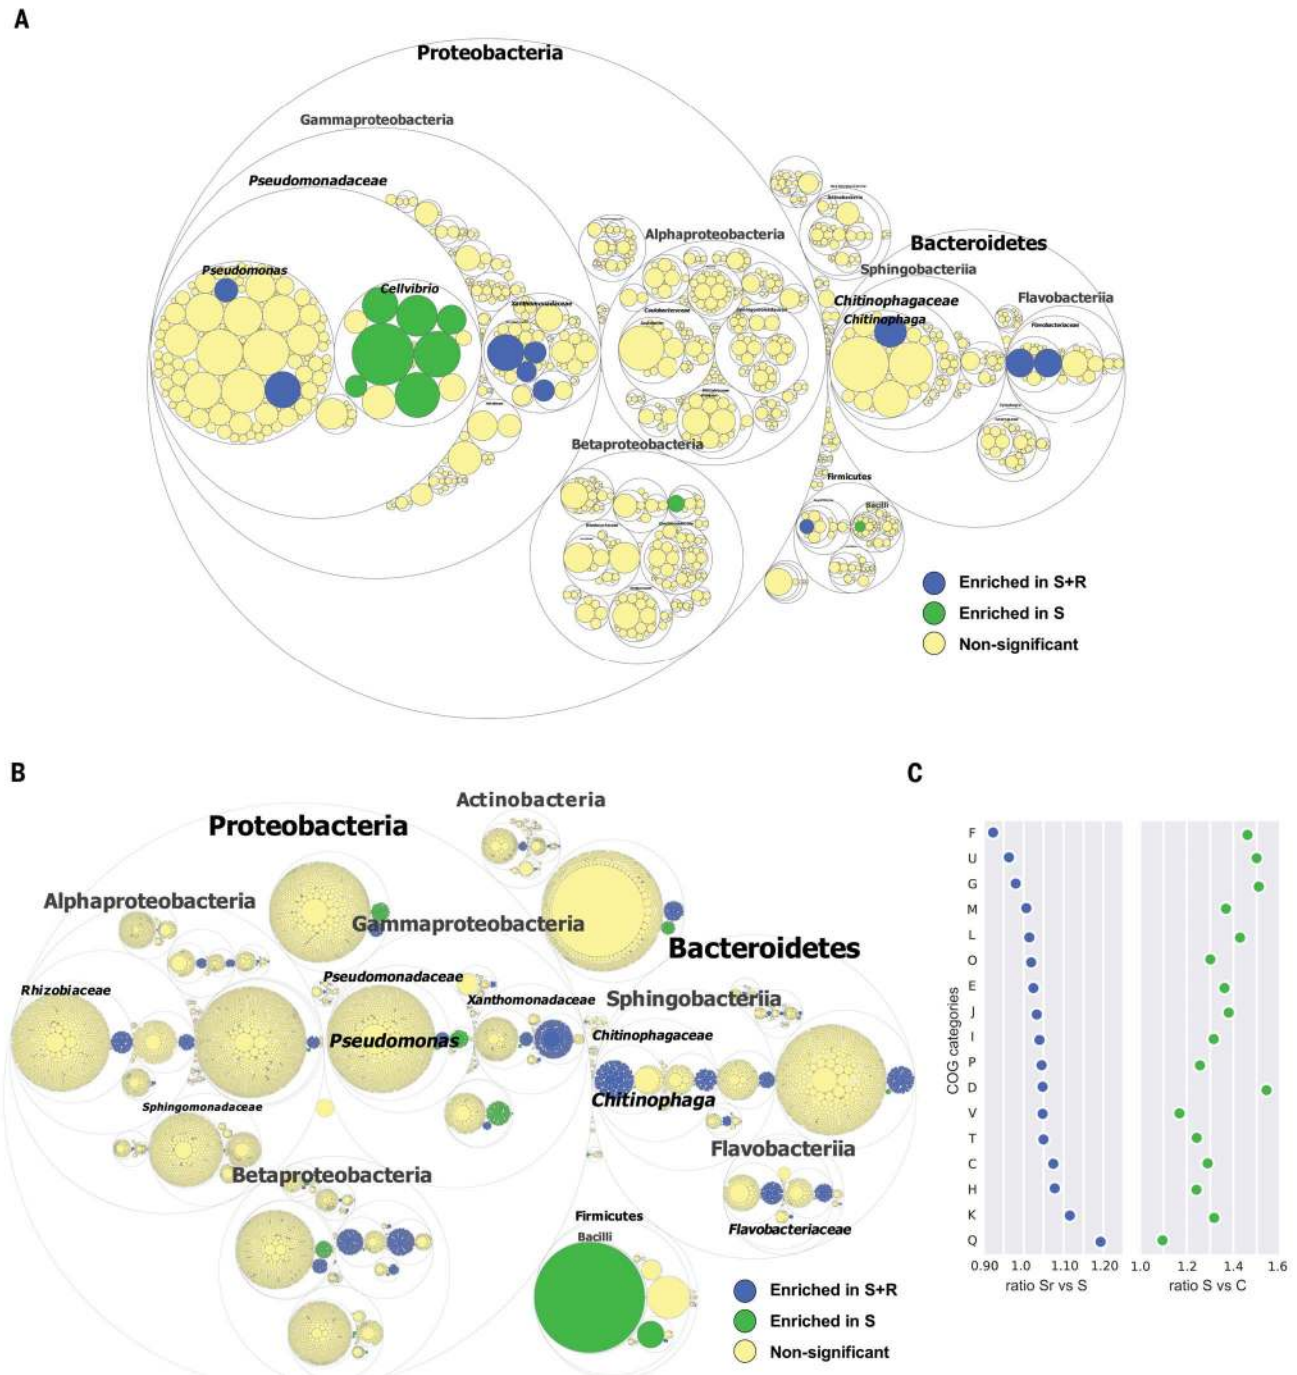 A
Proteobacteria
Gammaproteobacteria
Pseudomonadaceae
Alphaproteobacteria
Bacteroidetes
Sphingobacteriia
Pseudomonas
Cellvibrio
Chitinophagaceae
Flavobacteriia
Xanthomonadaceae
Chitinophaga
Flavobacteriaceae
Betaproteobacteria
Firmicutes
Bacilli
Enriched in S+R
Enriched in S
Non-significant
B
Actinobacteria
Proteobacteria
Alphaproteobacteria
Gammaproteobacteria
Bacteroidetes
Rhizobiaceae
Pseudomonadaceae
Xanthomonadaceae
Sphingobacteriia
Pseudomonas
Chitinophagaceae
Chitinophaga
Sphingomonadaceae
Flavobacteriia
Betaproteobacteria
Flavobacteriaceae
Firmicutes
Bacilli
Enriched in S+R
Enriched in S
Non-significant
C
COG categories
F
U
G
M
L
O
E
J
I
P
D
V
T
C
H
K
Q
0.90 1.0 1.10 1.20 1.0 1.2 1.4 1.6
ratio Sr vs S ratio S vs C